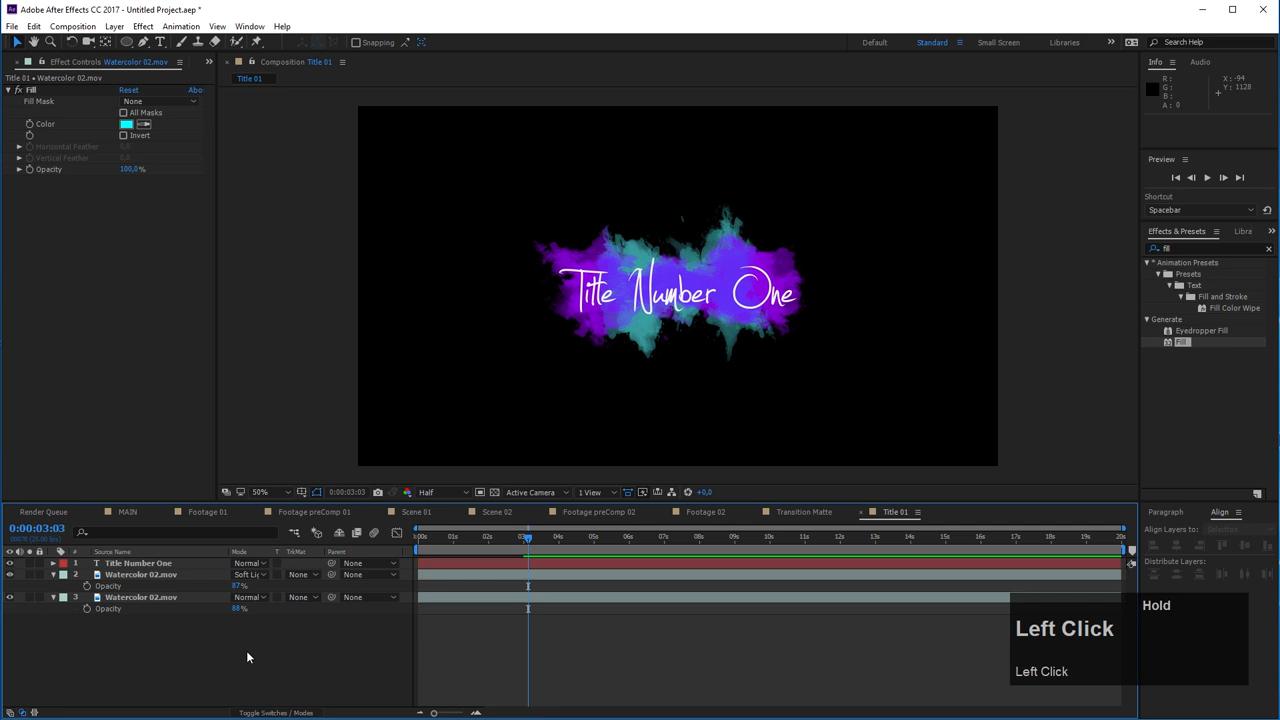 Adobe After Effects CC 2017 - Untitled Project.aep *
File Edit Composition Layer Effect Animation View Window Help
Snapping
Default Standard Small Screen Libraries Search Help
Effect Controls Watercolor 02.mov
Title 01 • Watercolor 02.mov
fx Fill Reset Abo
Fill Mask None
All Masks
Color
Invert
Horizontal Feather 0,0
Vertical Feather 0,0
Opacity 100,0%
Composition Title 01
Title 01
Title Number One
50% 0:00:03:03 Half Active Camera 1 View +0,0
Info Audio
R: X: -94
G: Y: 1128
B:
A: 0
Preview
Shortcut
Spacebar
Effects & Presets Libra
fill
* Animation Presets
Presets
Text
Fill and Stroke
Fill Color Wipe
Generate
Eyedropper Fill
Fill
Render Queue MAIN Footage 01 Footage preComp 01 Scene 01 Scene 02 Footage preComp 02 Footage 02 Transition Matte Title 01
0:00:03:03
00078 (25.00 fps)
# Source Name Mode T TrkMat Parent
1 T Title Number One Normal None
2 Watercolor 02.mov Soft Lig None None
Opacity 87%
3 Watercolor 02.mov Normal None None
Opacity 88%
:00s 01s 02s 03s 04s 05s 06s 07s 08s 09s 10s 11s 12s 13s 14s 15s 16s 17s 18s 19s 20s
Toggle Switches / Modes
Paragraph Align
Align Layers to:
Distribute Layers:
Hold
Left Click
Left Click